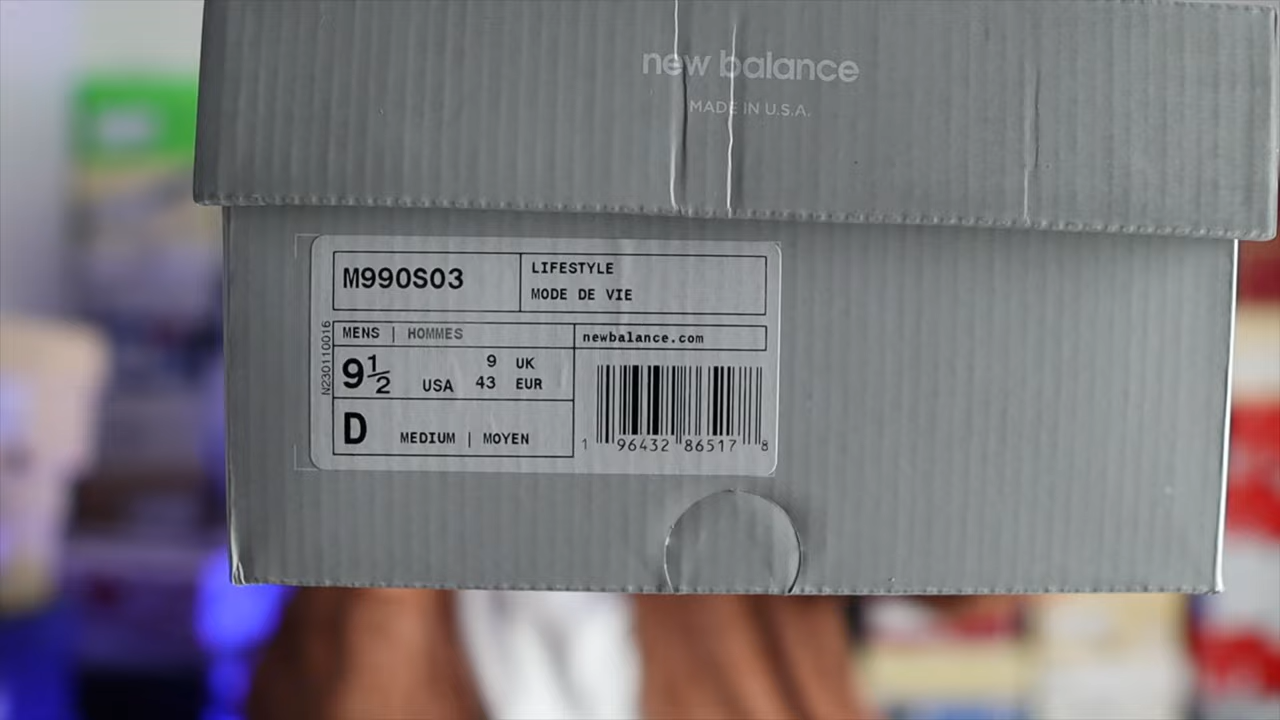 new balance
MADE IN U.S.A.
M990SO3
LIFESTYLE
MODE DE VIE
MENS | HOMMES
newbalance.com
N230110016
9½ USA
9 UK
43 EUR
D MEDIUM | MOYEN
1 96432 86517 8